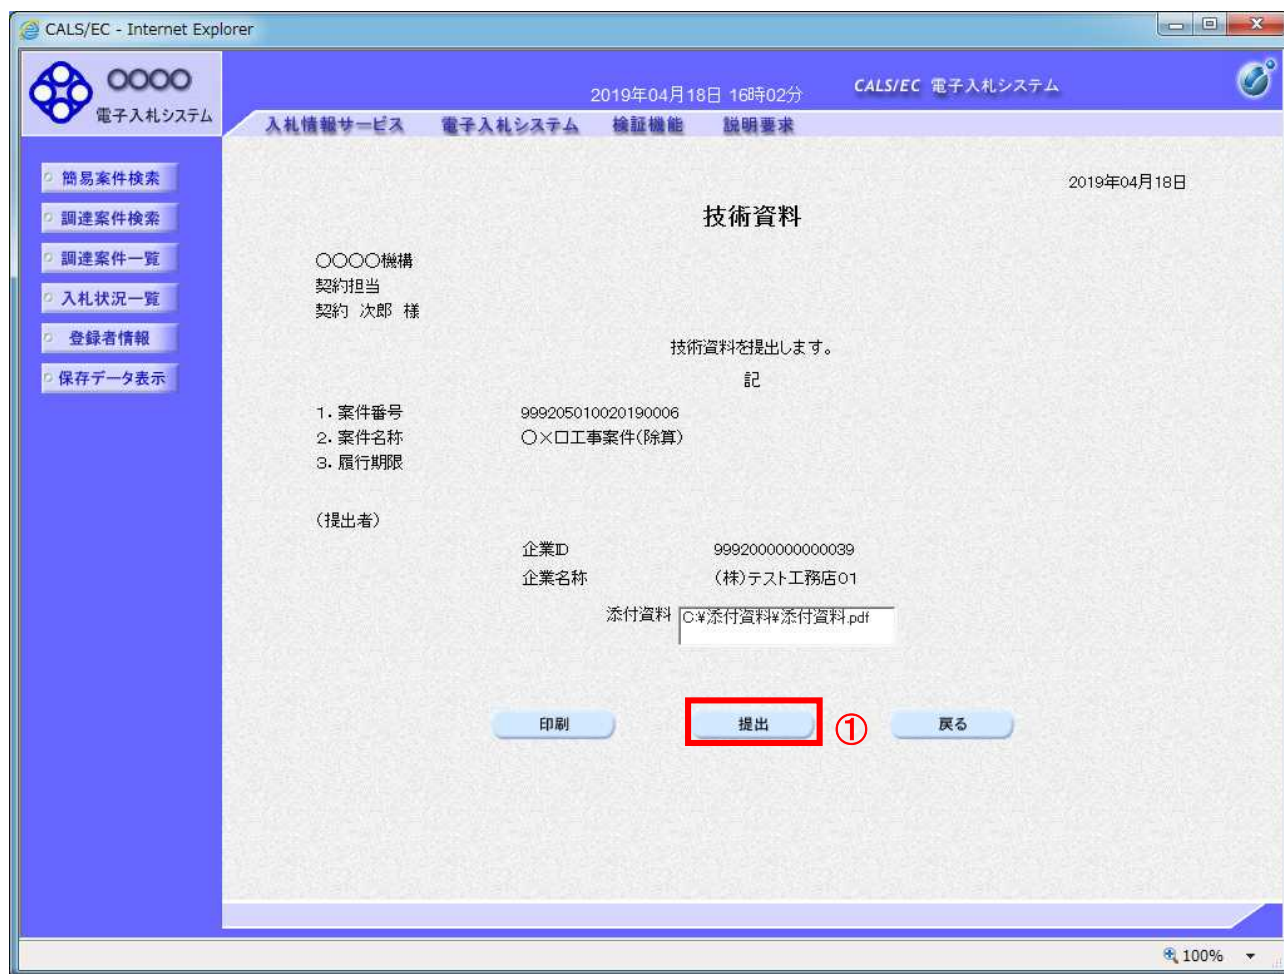 CALS/EC - Internet Explorer
〇〇〇〇
電子入札システム
2019年04月18日 16時02分
CALS/EC 電子入札システム
入札情報サービス 電子入札システム 検証機能 説明要求
簡易案件検索
調達案件検索
調達案件一覧
入札状況一覧
登録者情報
保存データ表示
2019年04月18日
技術資料
〇〇〇〇機構
契約担当
契約 次郎 様
技術資料を提出します。
記
1. 案件番号 999205010020190006
2. 案件名称 〇×口工事案件(除算)
3. 履行期限
(提出者)
企業ID 9992000000000039
企業名称 (株)テスト工務店01
添付資料 C:¥添付資料¥添付資料.pdf
印刷 提出 ① 戻る
100%